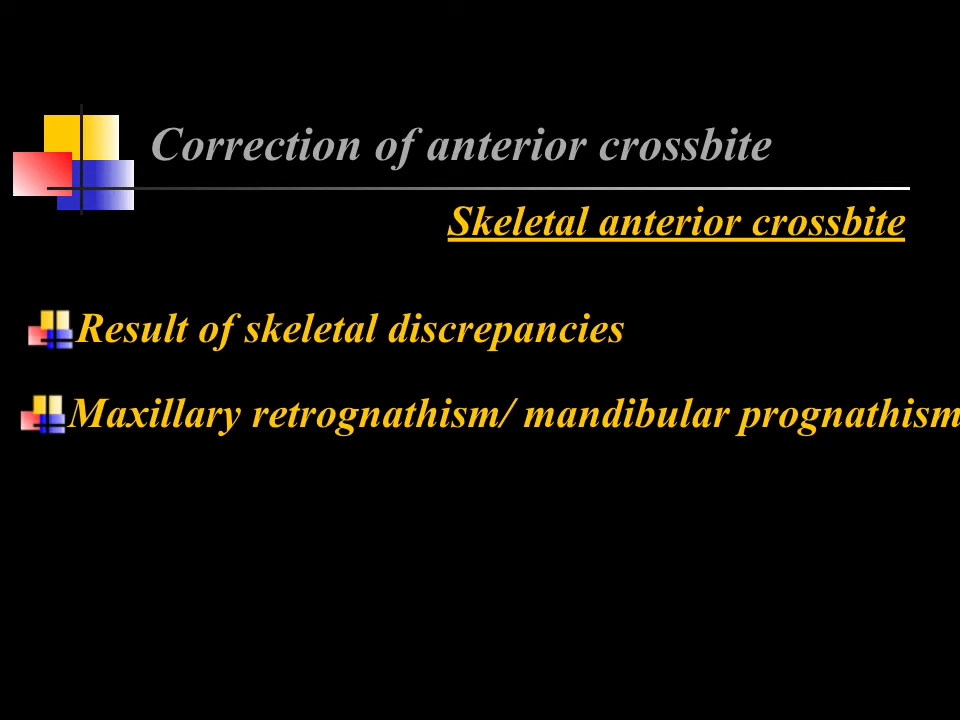 Correction of anterior crossbite
Skeletal anterior crossbite
Result of skeletal discrepancies
Maxillary retrognathism/ mandibular prognathism